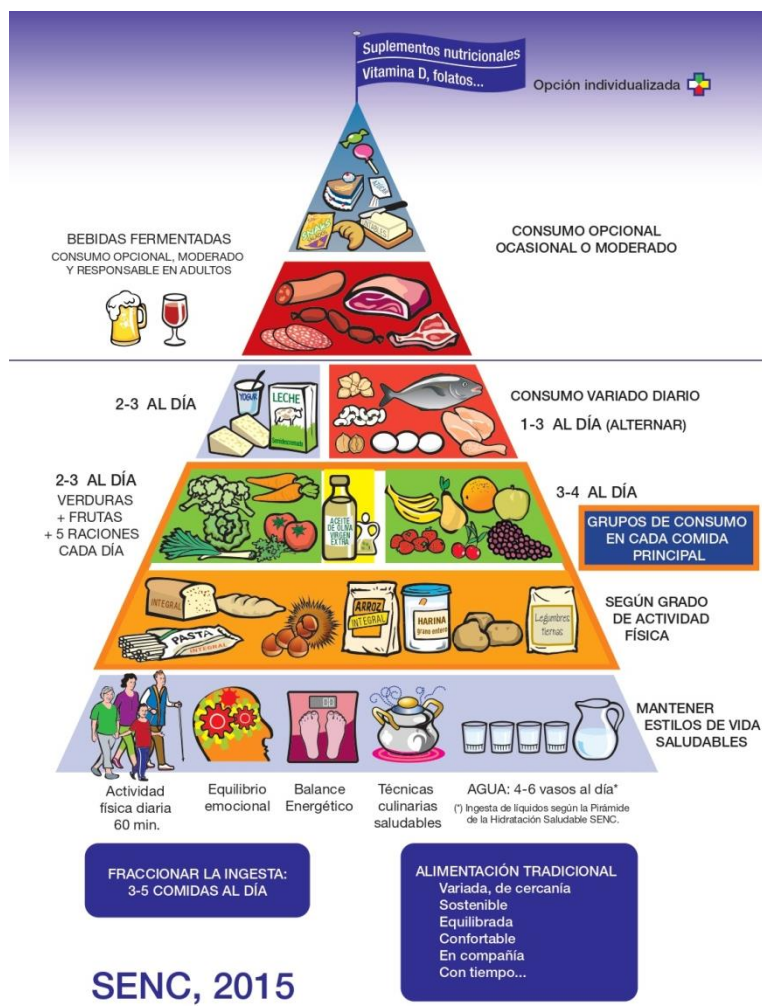 Suplementos nutricionales
Vitamina D, folatos...
Opción individualizada
AZÚCAR
SNAKS
BEBIDAS FERMENTADAS
CONSUMO OPCIONAL, MODERADO
Y RESPONSABLE EN ADULTOS
CONSUMO OPCIONAL
OCASIONAL O MODERADO
2-3 AL DÍA
YOGUR
LECHE
Semidesnatada
CONSUMO VARIADO DIARIO
1-3 AL DÍA (ALTERNAR)
2-3 AL DÍA
VERDURAS
+ FRUTAS
+ 5 RACIONES
CADA DÍA
ACEITE
DE OLIVA
VIRGEN
EXTRA
3-4 AL DÍA
GRUPOS DE CONSUMO
EN CADA COMIDA
PRINCIPAL
INTEGRAL
PASTA
INTEGRAL
ARROZ
INTEGRAL
HARINA
grano entero
Legumbres
tiernas
SEGÚN GRADO
DE ACTIVIDAD
FÍSICA
MANTENER
ESTILOS DE VIDA
SALUDABLES
Actividad
física diaria
60 min.
Equilibrio
emocional
Balance
Energético
Técnicas
culinarias
saludables
AGUA: 4-6 vasos al día*
(*) Ingesta de líquidos según la Pirámide
de la Hidratación Saludable SENC.
FRACCIONAR LA INGESTA:
3-5 COMIDAS AL DÍA
ALIMENTACIÓN TRADICIONAL
Variada, de cercanía
Sostenible
Equilibrada
Confortable
En compañía
Con tiempo...
SENC, 2015